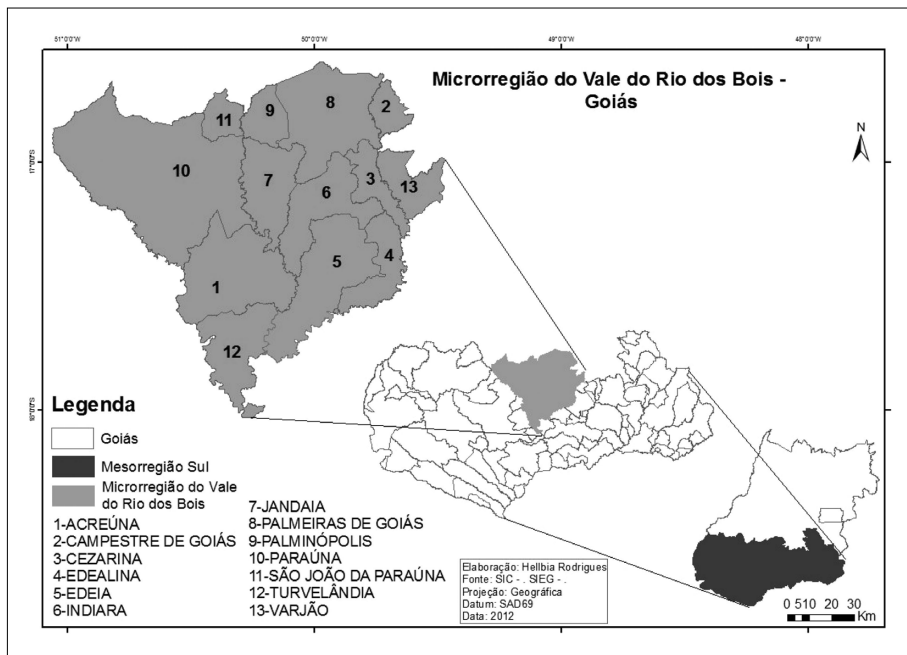 51°0'0"W
50°0'0"W
49°0'0"W
48°0'0"W
Microrregião do Vale do Rio dos Bois -
Goiás
N
17°0'0"S
18°0'0"S
8
2
9
11
10
7
3
6
13
4
5
1
12
Legenda
Goiás
Mesorregião Sul
Microrregião do Vale
do Rio dos Bois
1-ACREÚNA
2-CAMPESTRE DE GOIÁS
3-CEZARINA
4-EDEALINA
5-EDEIA
6-INDIARA
7-JANDAIA
8-PALMEIRAS DE GOIÁS
9-PALMINÓPOLIS
10-PARAÚNA
11-SÃO JOÃO DA PARAÚNA
12-TURVELÂNDIA
13-VARJÃO
Elaboração: Hellbia Rodrigues
Fonte: SIC - . SIEG - .
Projeção: Geográfica
Datum: SAD69
Data: 2012
0 5 10 20 30
Km